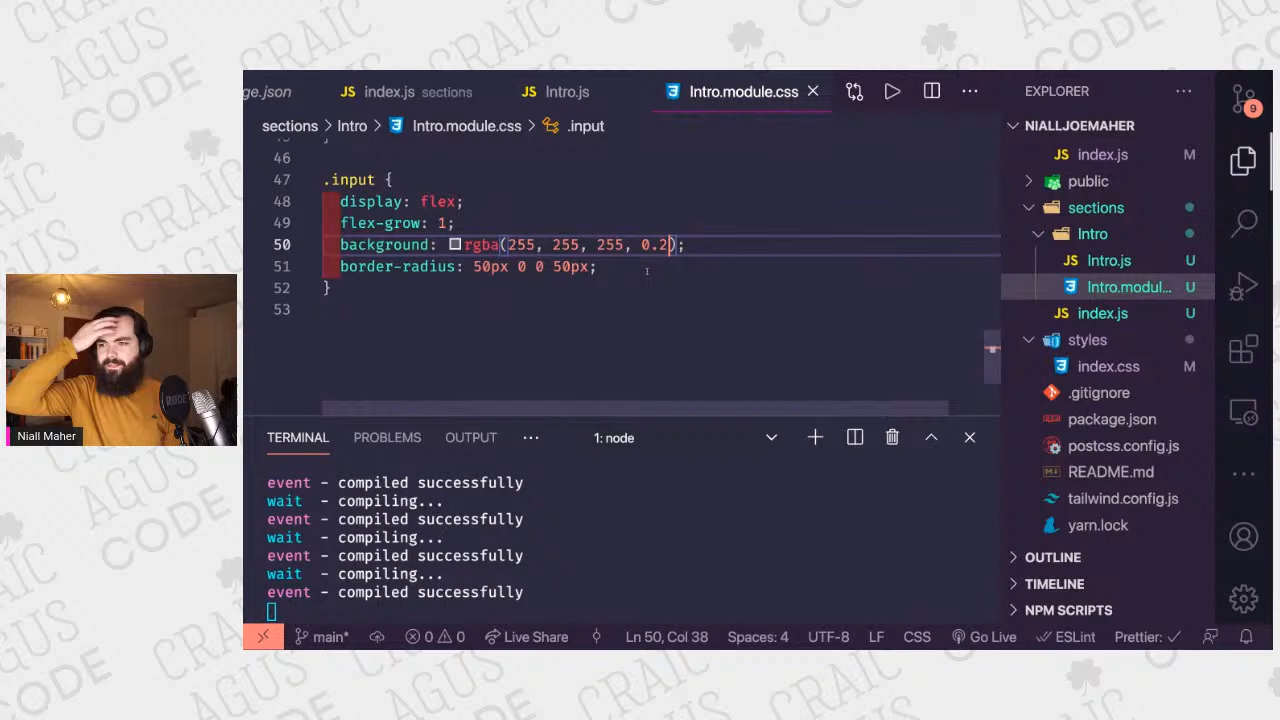 CRAIC
AGUS
CODE
ge.json
JS index.js sections
JS Intro.js
Intro.module.css
sections > Intro > Intro.module.css > .input
46
47 .input {
48 display: flex;
49 flex-grow: 1;
50 background: rgba(255, 255, 255, 0.2);
51 border-radius: 50px 0 0 50px;
52 }
53
TERMINAL PROBLEMS OUTPUT ... 1: node
event - compiled successfully
wait - compiling...
event - compiled successfully
wait - compiling...
event - compiled successfully
wait - compiling...
event - compiled successfully
EXPLORER ...
NIALLJOEMAHER
JS index.js M
public
sections
Intro
JS Intro.js U
Intro.modul... U
JS index.js U
styles
index.css M
.gitignore
package.json
postcss.config.js
README.md
tailwind.config.js
yarn.lock
OUTLINE
TIMELINE
NPM SCRIPTS
9
main* 0 0 Live Share Ln 50, Col 38 Spaces: 4 UTF-8 LF CSS Go Live ESLint Prettier: ✓
RODE
Niall Maher